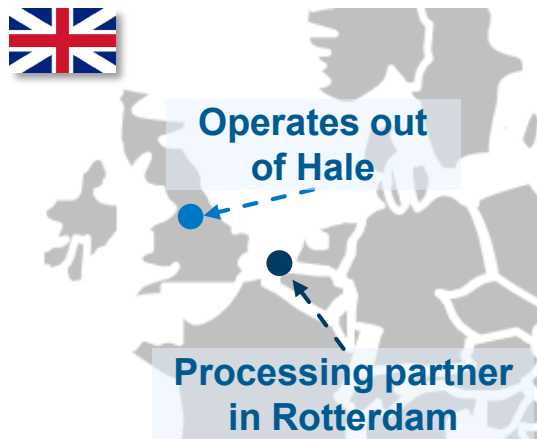 Operates out
of Hale
Processing partner
in Rotterdam